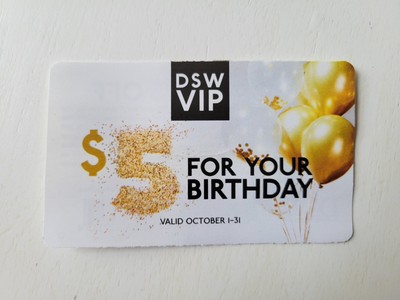 DSW
VIP
$5 FOR YOUR
BIRTHDAY
VALID OCTOBER 1-31